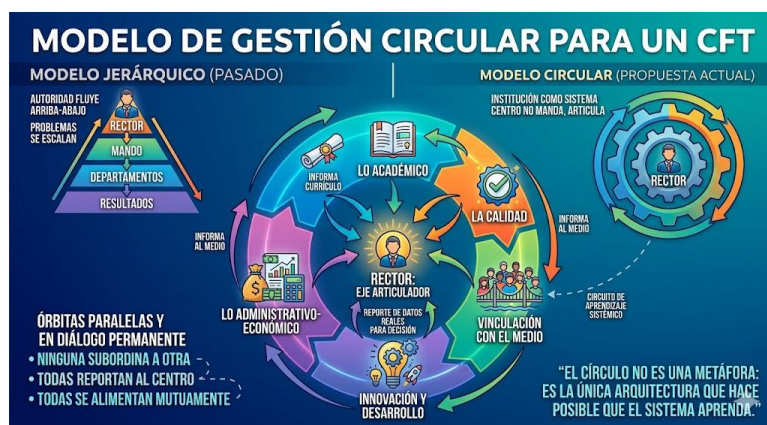 MODELO DE GESTIÓN CIRCULAR PARA UN CFT
MODELO JERÁRQUICO (PASADO)
AUTORIDAD FLUYE
ARRIBA-ABAJO
PROBLEMAS
SE ESCALAN
RECTOR
MANDO
DEPARTAMENTOS
RESULTADOS
MODELO CIRCULAR (PROPUESTA ACTUAL)
INSTITUCIÓN COMO SISTEMA
CENTRO NO MANDA, ARTICULA
RECTOR
INFORMA
CURRÍCULO
LO ACADÉMICO
LA CALIDAD
INFORMA
AL MEDIO
INFORMA
AL MEDIO
RECTOR:
EJE ARTICULADOR
REPORTE DE DATOS
REALES
PARA DECISIÓN
LO ADMINISTRATIVO-
ECONÓMICO
VINCULACIÓN
CON EL MEDIO
CIRCUITO DE
APRENDIZAJE
SISTÉMICO
INNOVACIÓN Y
DESARROLLO
ÓRBITAS PARALELAS Y
EN DIÁLOGO PERMANENTE
• NINGUNA SUBORDINA A OTRA
• TODAS REPORTAN AL CENTRO
• TODAS SE ALIMENTAN MUTUAMENTE
“EL CÍRCULO NO ES UNA METÁFORA:
ES LA ÚNICA ARQUITECTURA QUE HACE
POSIBLE QUE EL SISTEMA APRENDA.”